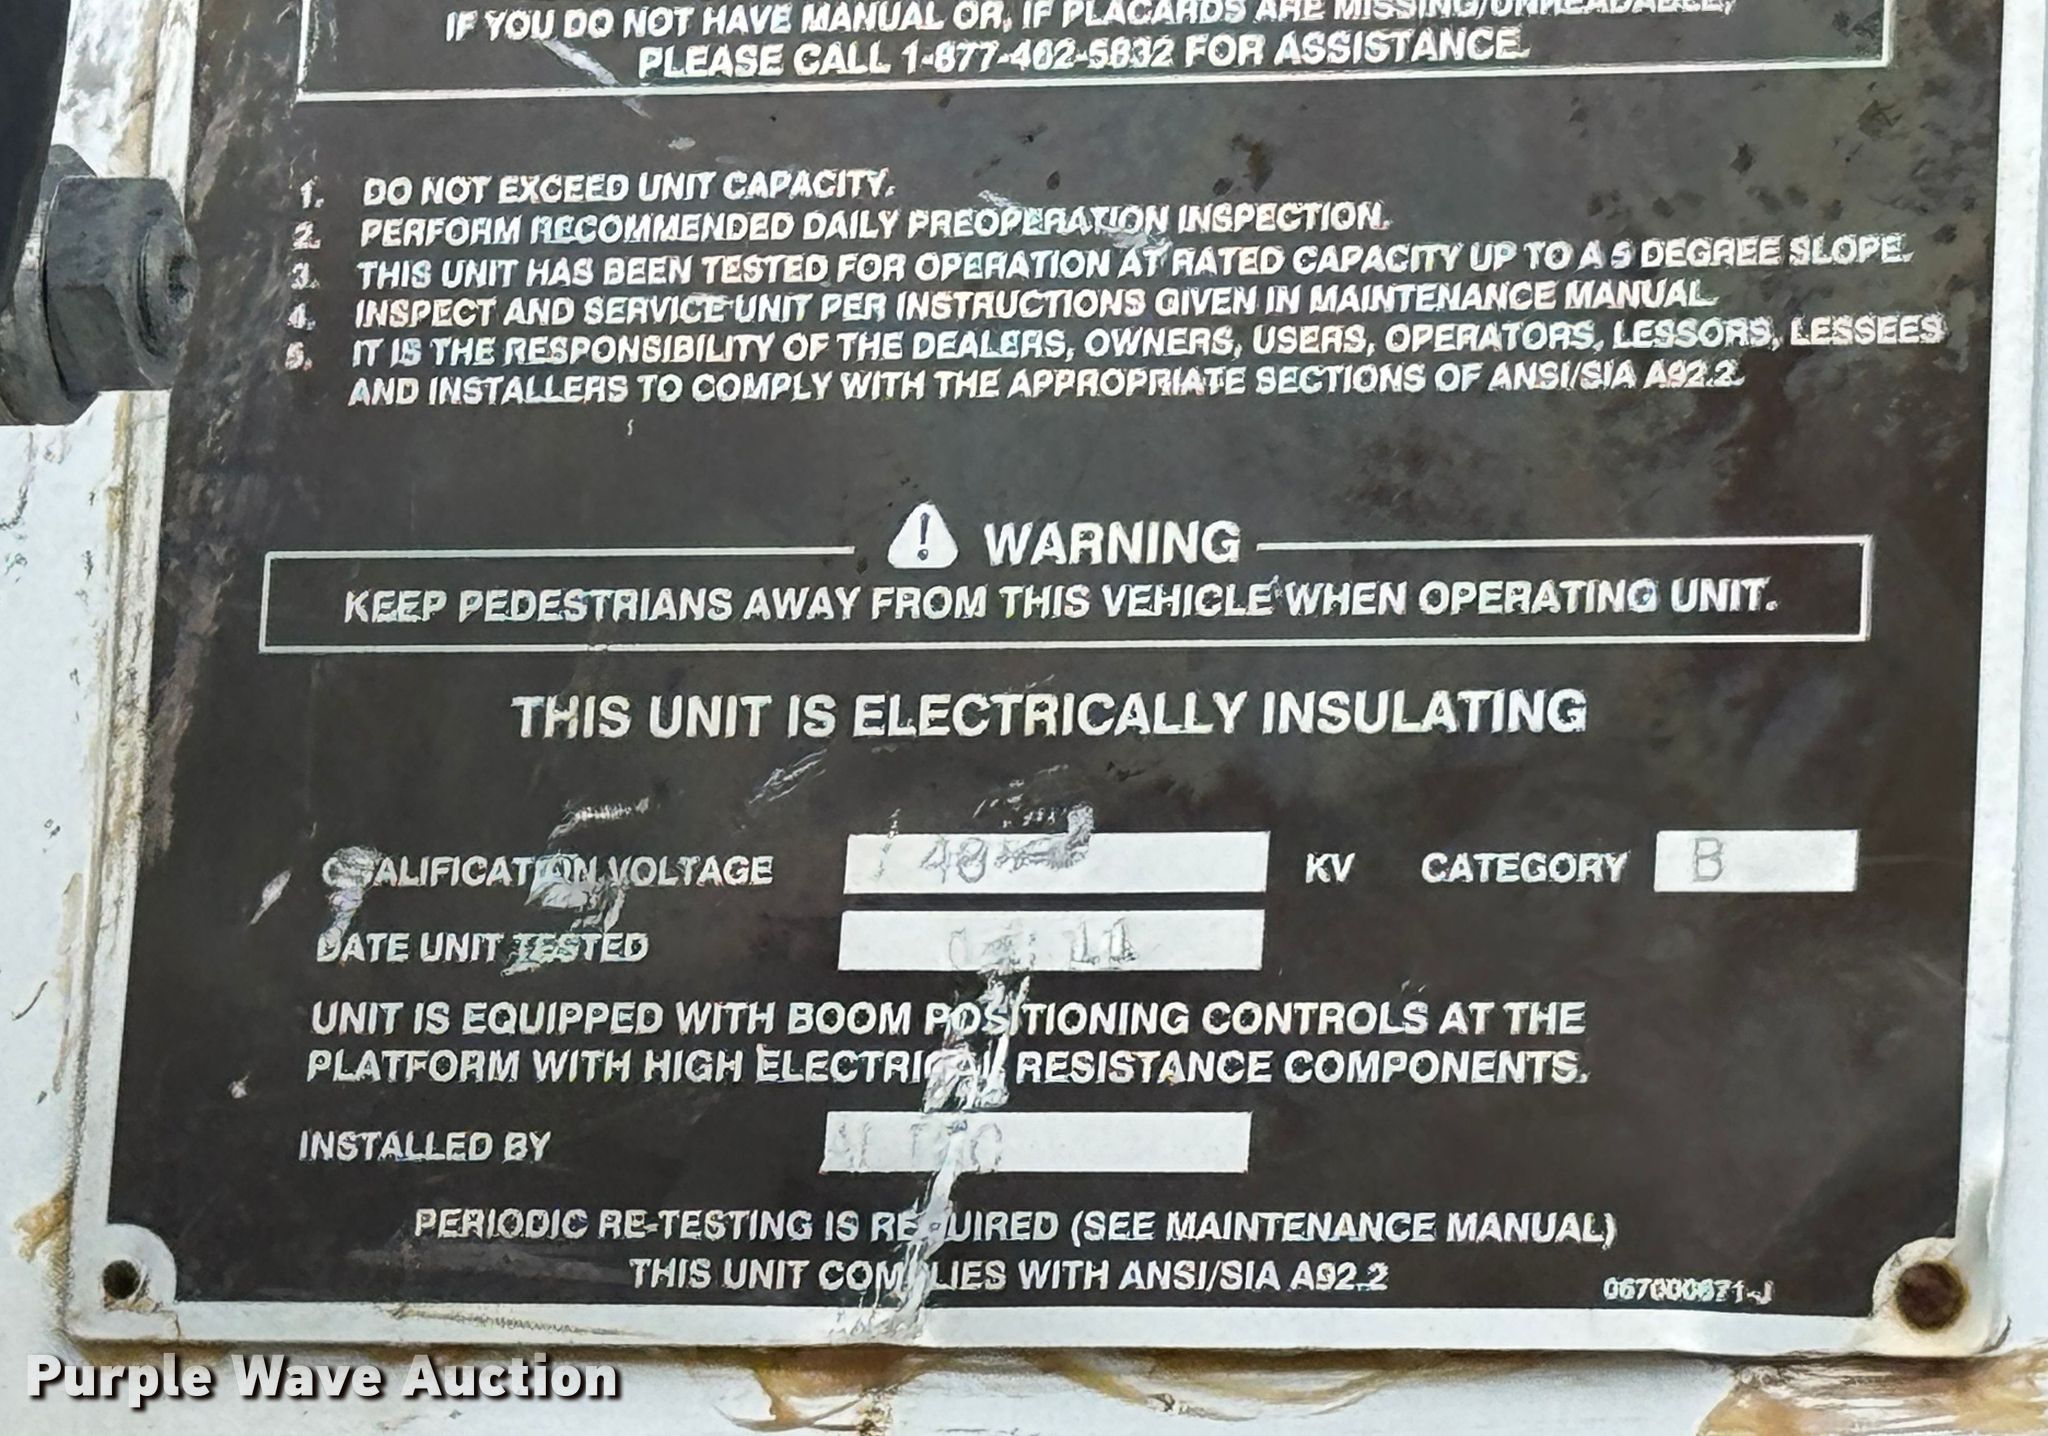 IF YOU DO NOT HAVE MANUAL OR, IF PLACARDS ARE MISSING/UNREADABLE,
PLEASE CALL 1-877-462-5832 FOR ASSISTANCE.
1. DO NOT EXCEED UNIT CAPACITY.
2. PERFORM RECOMMENDED DAILY PREOPERATION INSPECTION.
3. THIS UNIT HAS BEEN TESTED FOR OPERATION AT RATED CAPACITY UP TO A 5 DEGREE SLOPE.
4. INSPECT AND SERVICE UNIT PER INSTRUCTIONS GIVEN IN MAINTENANCE MANUAL.
5. IT IS THE RESPONSIBILITY OF THE DEALERS, OWNERS, USERS, OPERATORS, LESSORS, LESSEES
AND INSTALLERS TO COMPLY WITH THE APPROPRIATE SECTIONS OF ANSI/SIA A92.2.
WARNING
KEEP PEDESTRIANS AWAY FROM THIS VEHICLE WHEN OPERATING UNIT.
THIS UNIT IS ELECTRICALLY INSULATING
QUALIFICATION VOLTAGE KV CATEGORY B
DATE UNIT TESTED
UNIT IS EQUIPPED WITH BOOM POSITIONING CONTROLS AT THE
PLATFORM WITH HIGH ELECTRICAL RESISTANCE COMPONENTS.
INSTALLED BY
PERIODIC RE-TESTING IS REQUIRED (SEE MAINTENANCE MANUAL)
THIS UNIT COMPLIES WITH ANSI/SIA A92.2
Purple Wave Auction